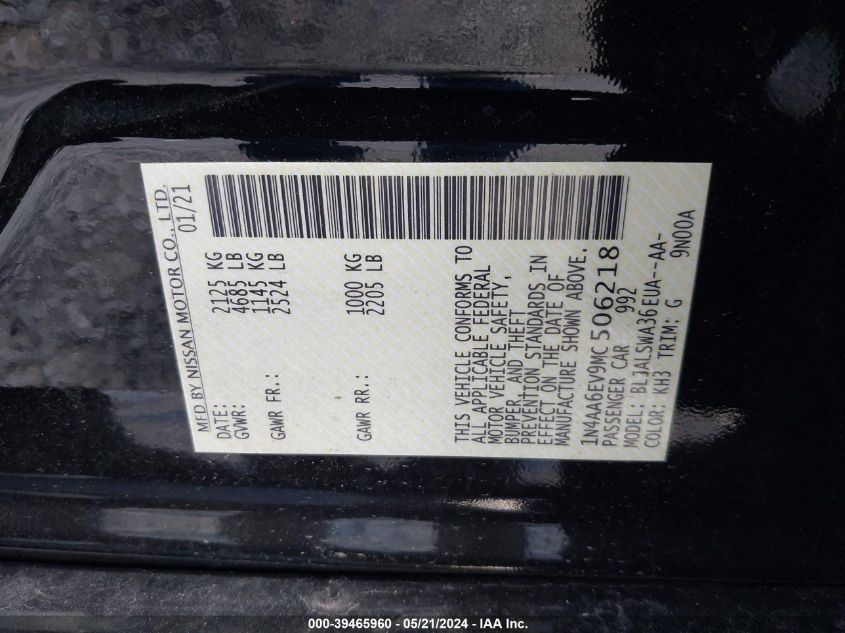 MFD BY NISSAN MOTOR CO., LTD.
DATE: 01/21
GVWR: 2125 KG
4685 LB
GAWR FR.: 1145 KG
2524 LB
GAWR RR.: 1000 KG
2205 LB
THIS VEHICLE CONFORMS TO
ALL APPLICABLE FEDERAL
MOTOR VEHICLE SAFETY,
BUMPER, AND THEFT
PREVENTION STANDARDS IN
EFFECT ON THE DATE OF
MANUFACTURE SHOWN ABOVE.
1N4AA6EV9MC506218
PASSENGER CAR 992
MODEL: BLJALSWA36EUA--AA-
COLOR: KH3 TRIM: G 9N00A
000-39465960 - 05/21/2024 - IAA Inc.